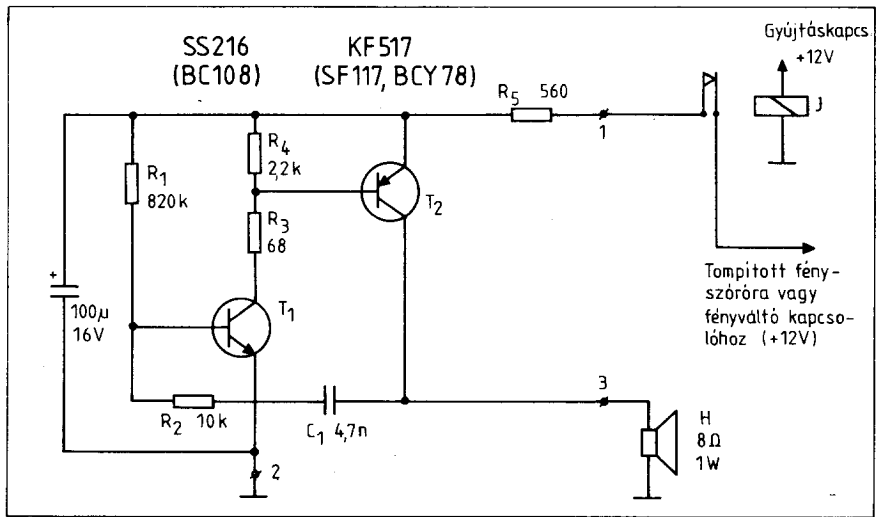 SS216
(BC108)
KF517
(SF117, BCY78)
Gyújtáskapcs.
+12V
J
R5 560
1
R4
2,2k
R1
820k
T2
R3
68
+
100µ
16V
T1
Tompított fény-
szóróra vagy
fényváltó kapcso-
lóhoz (+12V)
3
R2 10k
C1 4,7n
H
8Ω
1W
2